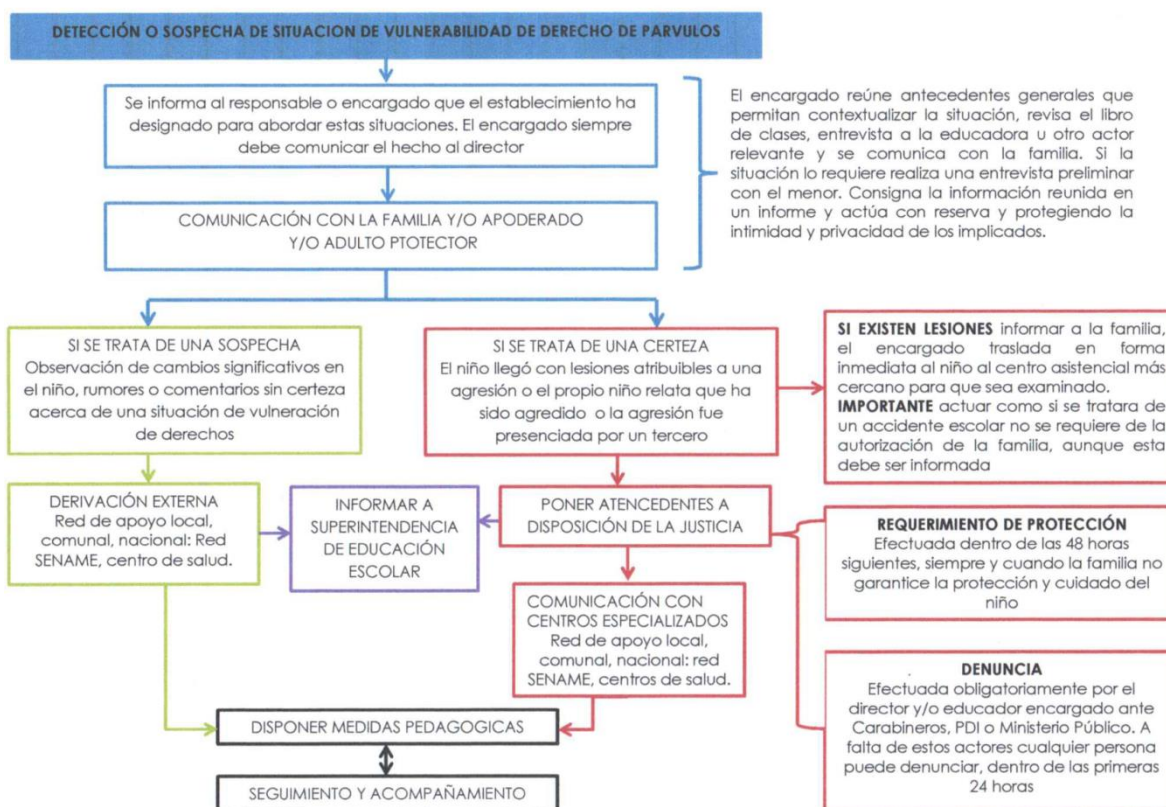 DETECCIÓN O SOSPECHA DE SITUACION DE VULNERABILIDAD DE DERECHO DE PARVULOS
Se informa al responsable o encargado que el establecimiento ha
designado para abordar estas situaciones. El encargado siempre
debe comunicar el hecho al director
El encargado reúne antecedentes generales que
permitan contextualizar la situación, revisa el libro
de clases, entrevista a la educadora u otro actor
relevante y se comunica con la familia. Si la
situación lo requiere realiza una entrevista preliminar
con el menor. Consigna la información reunida en
un informe y actúa con reserva y protegiendo la
intimidad y privacidad de los implicados.
COMUNICACIÓN CON LA FAMILIA Y/O APODERADO
Y/O ADULTO PTOTECTOR
SI SE TRATA DE UNA SOSPECHA
Observación de cambios significativos en
el niño, rumores o comentarios sin certeza
acerca de una situación de vulneración
de derechos
SI SE TRATA DE UNA CERTEZA
El niño llegó con lesiones atribuibles a una
agresión o el propio niño relata que ha
sido agredido o la agresión fue
presenciada por un tercero
SI EXISTEN LESIONES informar a la familia,
el encargado traslada en forma
inmediata al niño al centro asistencial más
cercano para que sea examinado.
IMPORTANTE actuar como si se tratara de
un accidente escolar no se requiere de la
autorización de la familia, aunque esta
debe ser informada
DERIVACIÓN EXTERNA
Red de apoyo local,
comunal, nacional: Red
SENAME, centro de salud.
INFORMAR A
SUPERINTENDENCIA
DE EDUCACIÓN
ESCOLAR
PONER ATENCEDENTES A
DISPOSICIÓN DE LA JUSTICIA
REQUERIMIENTO DE PROTECCIÓN
Efectuada dentro de las 48 horas
siguientes, siempre y cuando la familia no
garantice la protección y cuidado del
niño
COMUNICACIÓN CON
CENTROS ESPECIALIZADOS
Red de apoyo local,
comunal, nacional: red
SENAME, centros de salud.
DENUNCIA
Efectuada obligatoriamente por el
director y/o educador encargado ante
Carabineros, PDI o Ministerio Público. A
falta de estos actores cualquier persona
puede denunciar, dentro de las primeras
24 horas
DISPONER MEDIDAS PEDAGOGICAS
SEGUIMIENTO Y ACOMPAÑAMIENTO